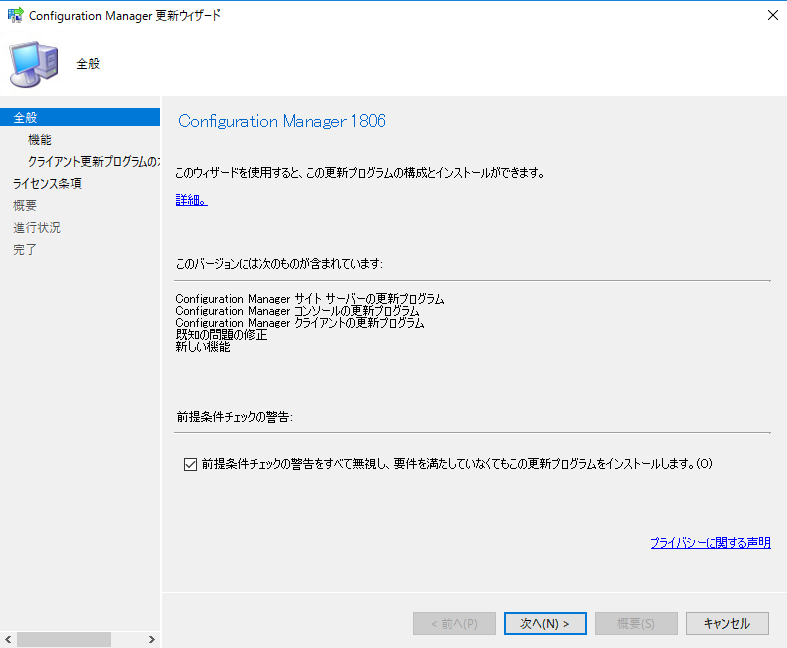 Configuration Manager 更新ウィザード
全般
全般
機能
クライアント更新プログラムの
ライセンス条項
概要
進行状況
完了
Configuration Manager 1806
このウィザードを使用すると、この更新プログラムの構成とインストールができます。
詳細。
このバージョンには次のものが含まれています:
Configuration Manager サイト サーバーの更新プログラム
Configuration Manager コンソールの更新プログラム
Configuration Manager クライアントの更新プログラム
既知の問題の修正
新しい機能
前提条件チェックの警告:
前提条件チェックの警告をすべて無視し、要件を満たしていなくてもこの更新プログラムをインストールします。(O)
プライバシーに関する声明
< 前へ(P)
次へ(N) >
概要(S)
キャンセル